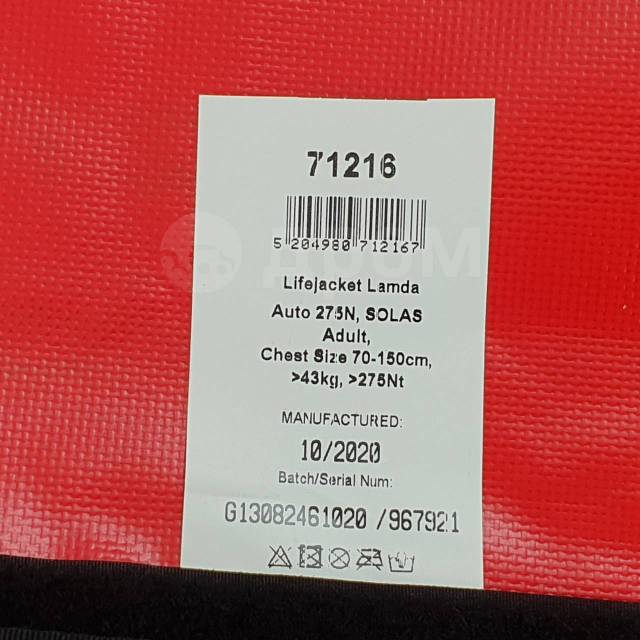 71216
5 204980 712167
дром
Lifejacket Lamda
Auto 275N, SOLAS
Adult,
Chest Size 70-150cm,
>43kg, >275Nt
MANUFACTURED:
10/2020
Batch/Serial Num:
G13082461020 /967921